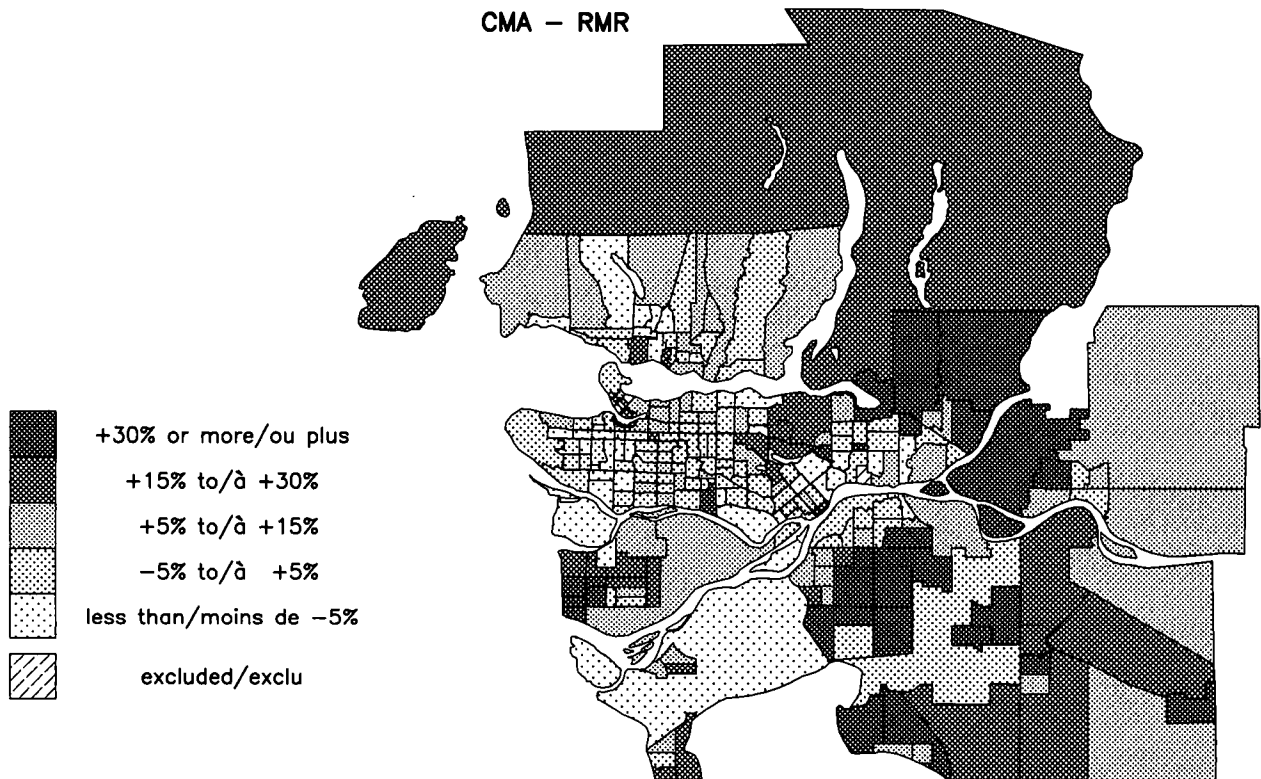 CMA – RMR
+30% or more/ou plus
+15% to/à +30%
+5% to/à +15%
-5% to/à +5%
less than/moins de -5%
excluded/exclu